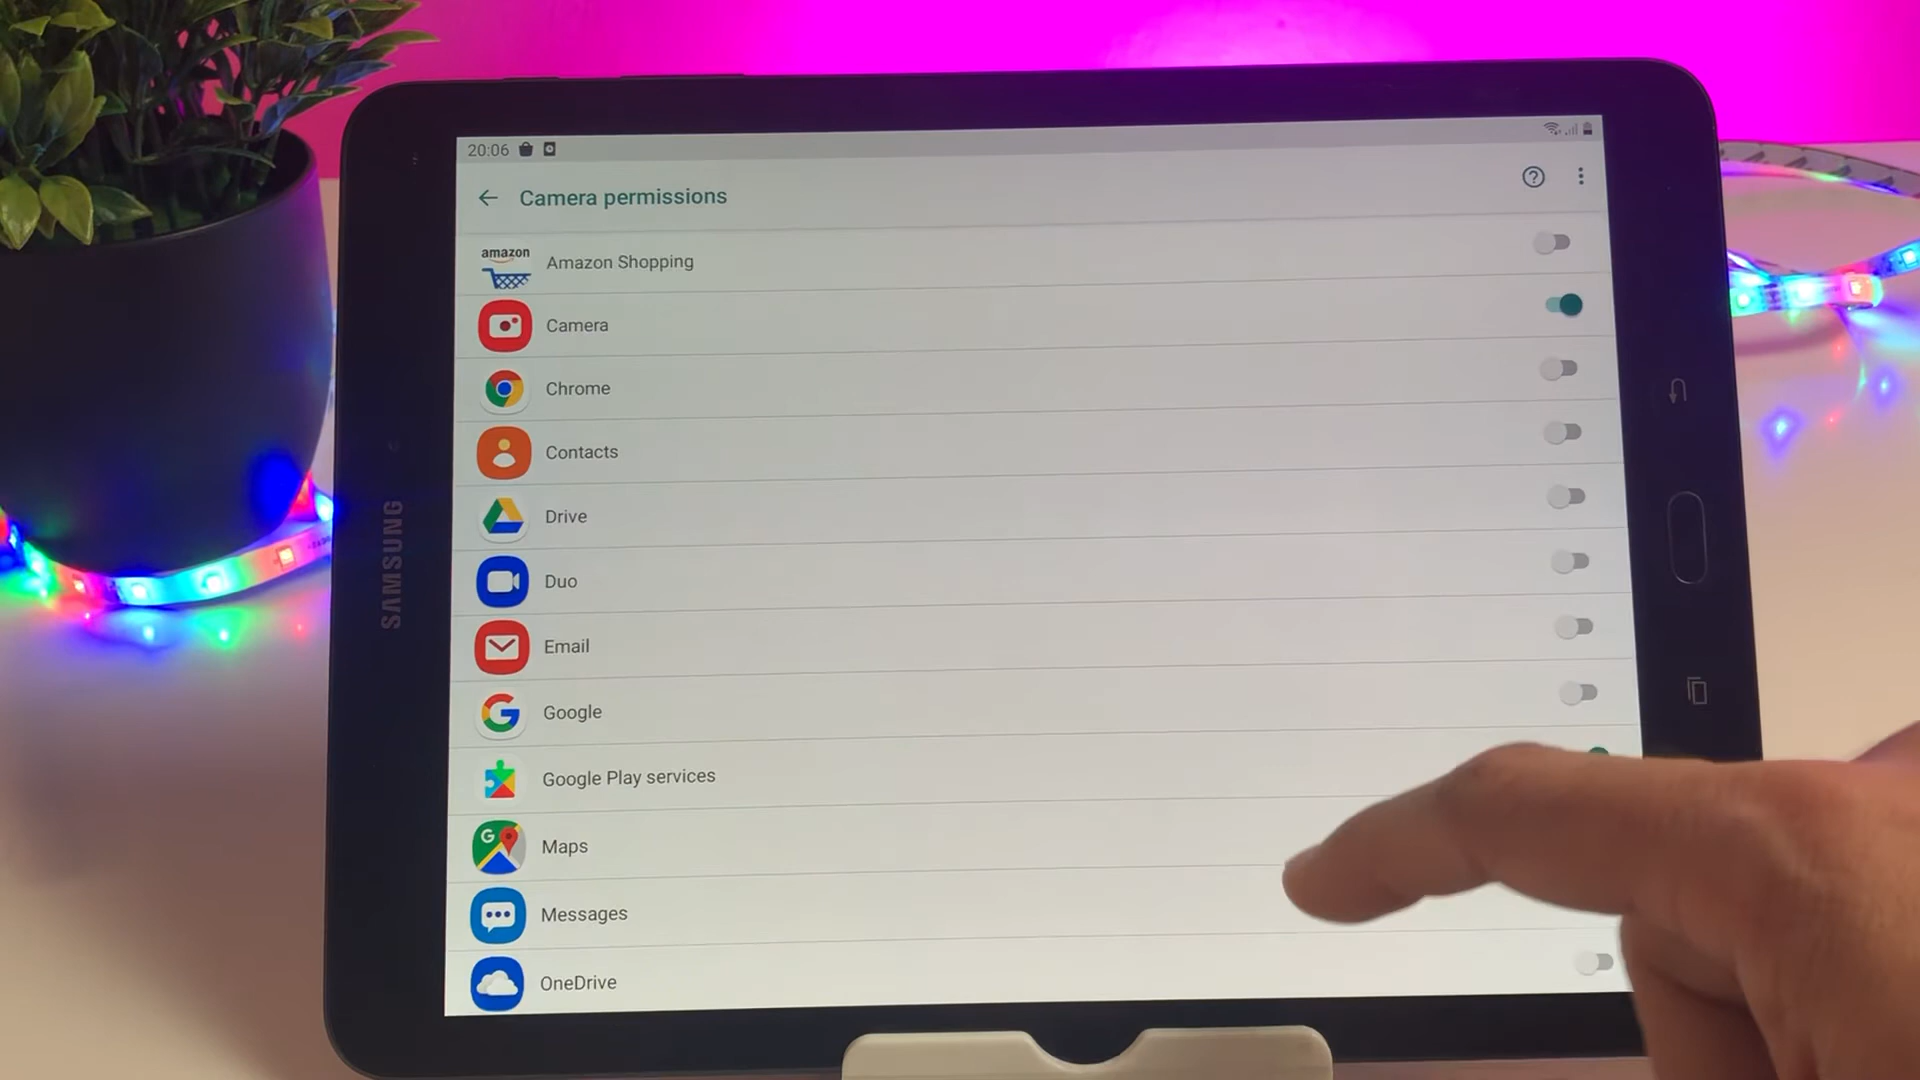 20:06
Camera permissions
amazon
Amazon Shopping
Camera
Chrome
Contacts
Drive
Duo
Email
Google
Google Play services
G
Maps
Messages
OneDrive
SAMSUNG